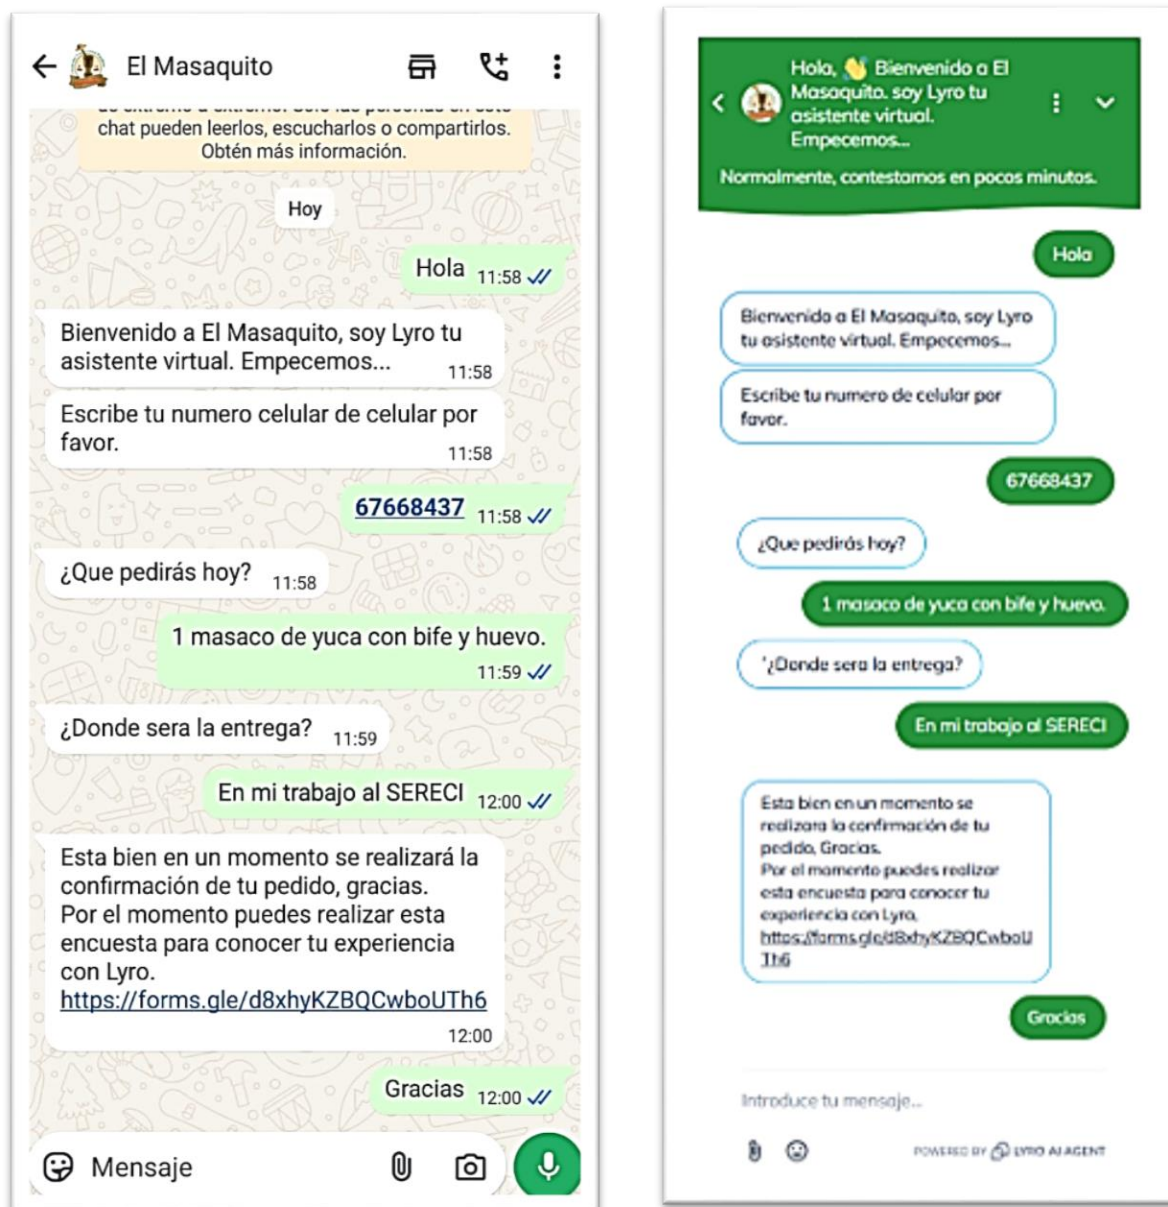 El Masaquito
chat pueden leerlos, escucharlos o compartirlos.
Obtén más información.
Hoy
Hola 11:58
Bienvenido a El Masaquito, soy Lyro tu
asistente virtual. Empecemos...
11:58
Escribe tu numero celular de celular por
favor.
11:58
67668437 11:58
¿Que pedirás hoy? 11:58
1 masaco de yuca con bife y huevo.
11:59
¿Donde sera la entrega? 11:59
En mi trabajo al SERECI 12:00
Esta bien en un momento se realizará la
confirmación de tu pedido, gracias.
Por el momento puedes realizar esta
encuesta para conocer tu experiencia
con Lyro.
https://forms.gle/d8xhyKZBQCwboUTh6
12:00
Gracias 12:00
Mensaje
Hola, 👋 Bienvenido a El
Masaquito. soy Lyro tu
asistente virtual.
Empecemos...
Normalmente, contestamos en pocos minutos.
Hola
Bienvenido a El Masaquito, soy Lyro
tu asistente virtual. Empecemos...
Escribe tu numero de celular por
favor.
67668437
¿Que pedirás hoy?
1 masaco de yuca con bife y huevo.
'¿Donde sera la entrega?
En mi trabajo al SERECI
Esta bien en un momento se
realizara la confirmación de tu
pedido, Gracias.
Por el momento puedes realizar
esta encuesta para conocer tu
experiencia con Lyro,
https://forms.gle/d8xhyKZBQCwboU
Th6
Gracias
Introduce tu mensaje...
POWERED BY LYRO AI AGENT